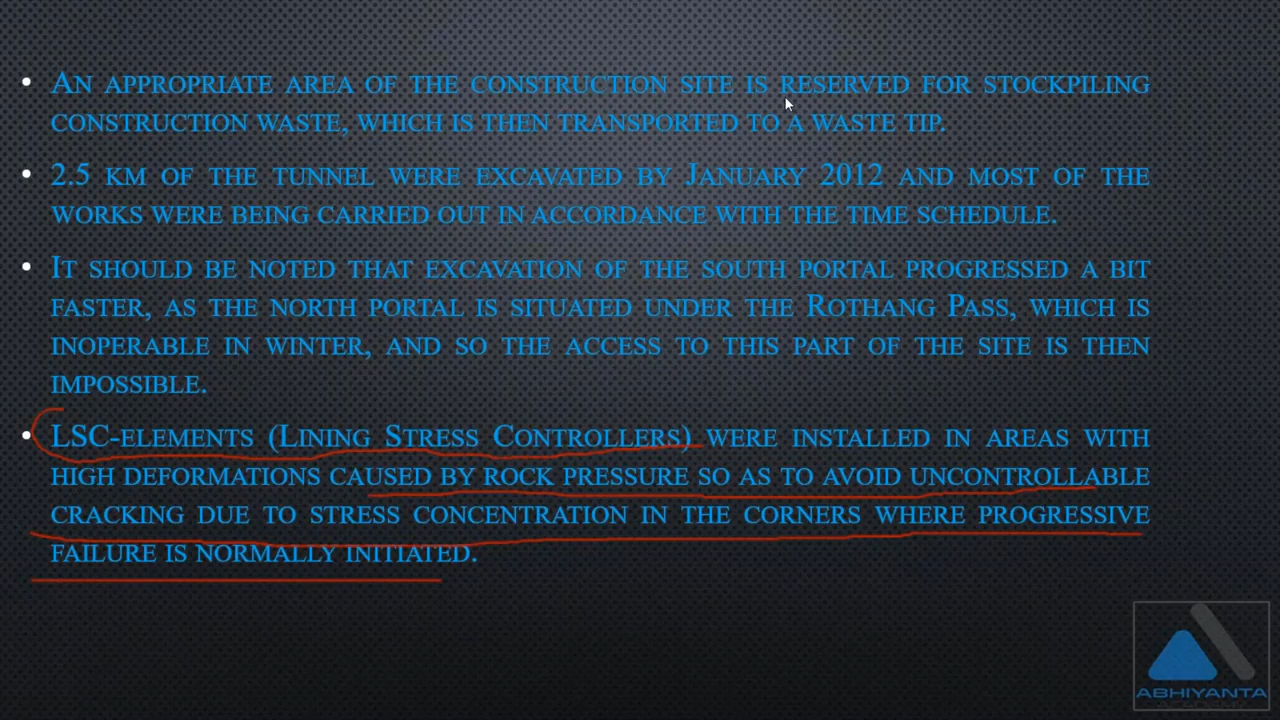 • An appropriate area of the construction site is reserved for stockpiling
construction waste, which is then transported to a waste tip.
• 2.5 km of the tunnel were excavated by January 2012 and most of the
works were being carried out in accordance with the time schedule.
• It should be noted that excavation of the south portal progressed a bit
faster, as the north portal is situated under the Rothang Pass, which is
inoperable in winter, and so the access to this part of the site is then
impossible.
• LSC-elements (Lining Stress Controllers) were installed in areas with
high deformations caused by rock pressure so as to avoid uncontrollable
cracking due to stress concentration in the corners where progressive
failure is normally initiated.
ABHIYANTA
ACADEMY